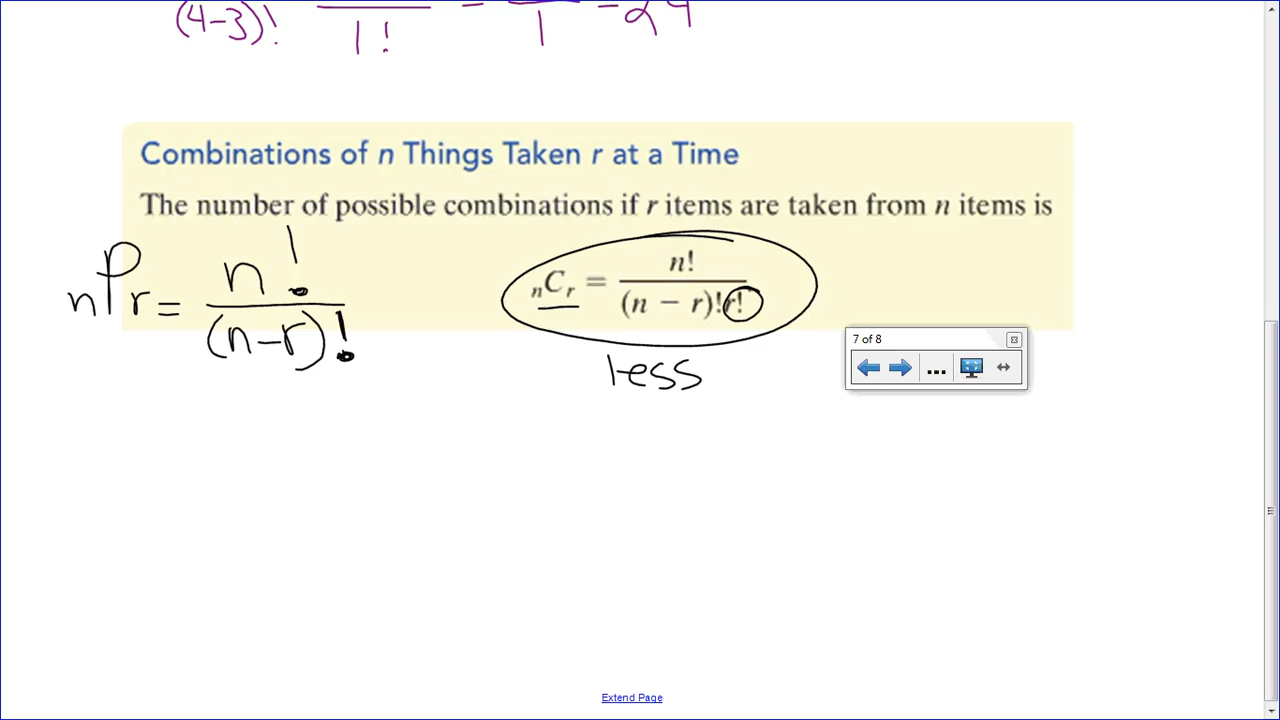 (4-3)! 1! 1 = 24
Combinations of n Things Taken r at a Time
The number of possible combinations if r items are taken from n items is
nPr = n! / (n-r)!
nCr = n! / (n − r)!r!
less
7 of 8
...
Extend Page